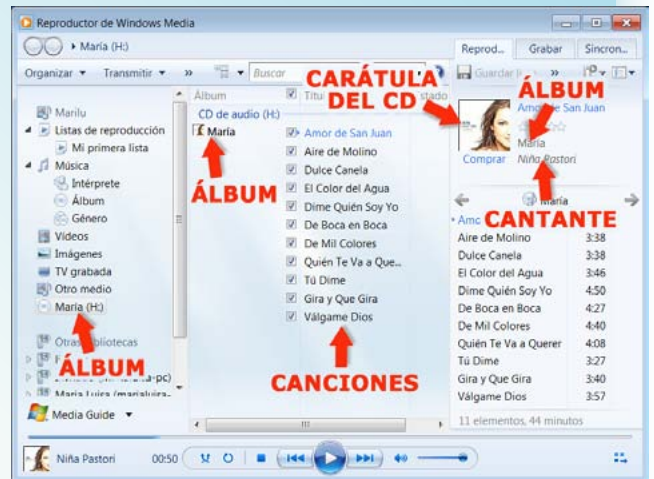 Reproductor de Windows Media
María (H:)
Reprod...
Grabar
Sincron...
Organizar
Transmitir
»
Buscar
Guardar
»
CARÁTULA
DEL CD
ÁLBUM
Marilu
Listas de reproducción
Mi primera lista
Música
Intérprete
Álbum
Género
Vídeos
Imágenes
TV grabada
Otro medio
María (H:)
Otras bibliotecas
ÁLBUM
Media Guide
Álbum
CD de audio (H:)
María
ÁLBUM
Amor de San Juan
Aire de Molino
Dulce Canela
El Color del Agua
Dime Quién Soy Yo
De Boca en Boca
De Mil Colores
Quién Te Va a Que...
Tú Dime
Gira y Que Gira
Válgame Dios
CANCIONES
San Juan
María
Comprar
Niña Pastori
María
CANTANTE
Aire de Molino 3:38
Dulce Canela 3:38
El Color del Agua 3:46
Dime Quién Soy Yo 4:50
De Boca en Boca 4:27
De Mil Colores 4:40
Quién Te Va a Querer 4:08
Tú Dime 3:27
Gira y Que Gira 3:40
Válgame Dios 3:57
11 elementos, 44 minutos
Niña Pastori 00:50